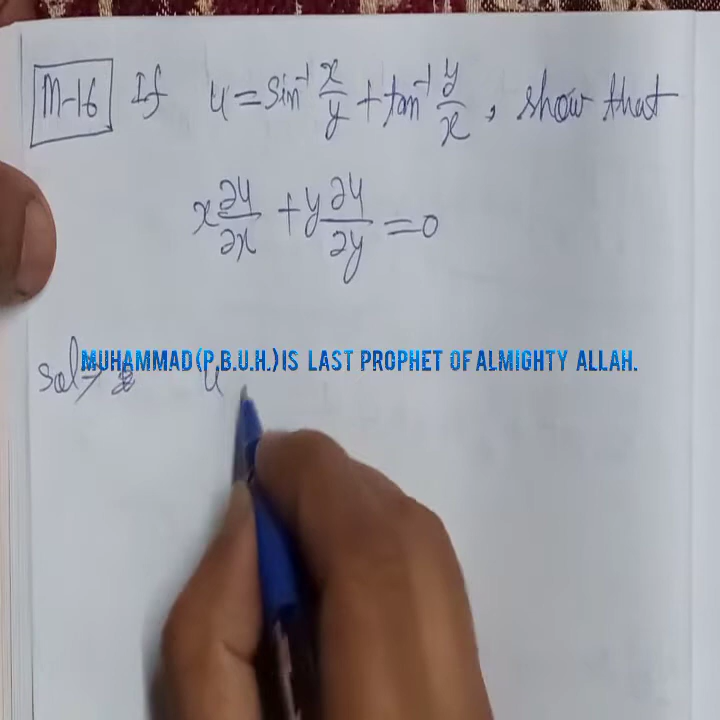 M-16 If u = sin⁻¹ x/y + tan⁻¹ y/x , show that
x ∂u/∂x + y ∂u/∂y = 0
MUHAMMAD (P.B.U.H.) IS LAST PROPHET OF ALMIGHTY ALLAH.
Sol→ u